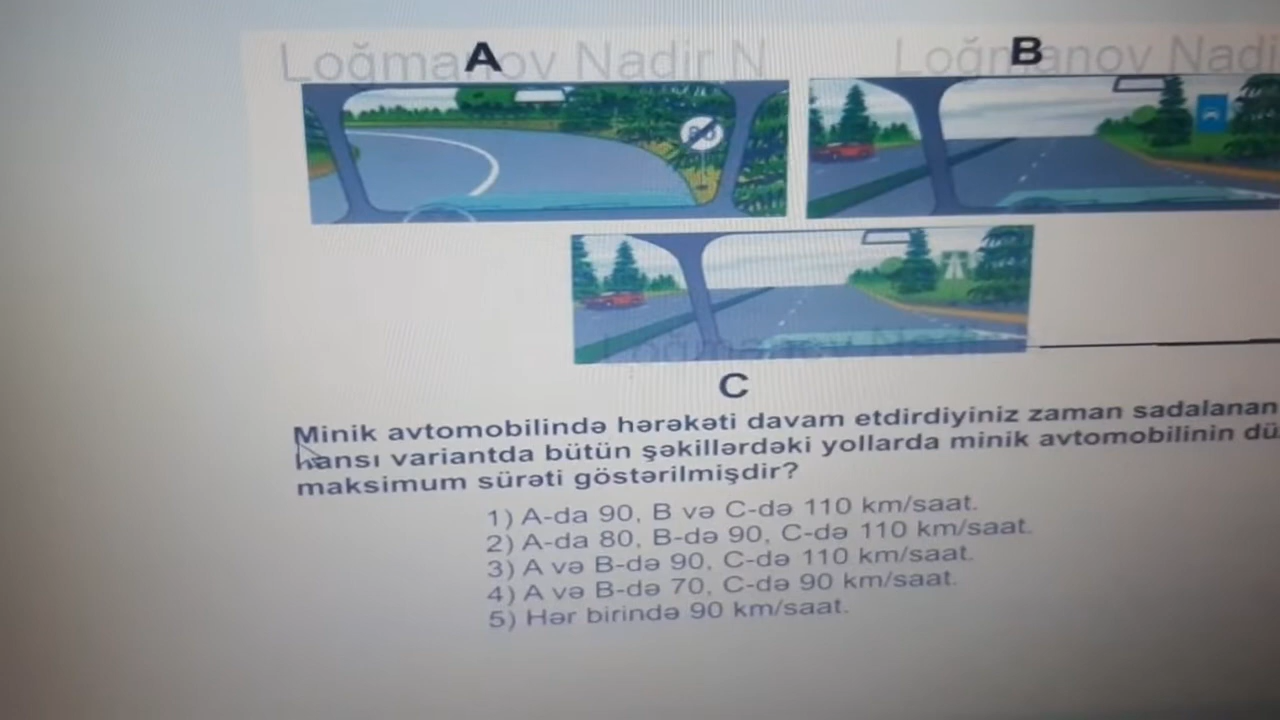 A
B
Loğmanov Nadir N
Loğmanov Nadi
C
Minik avtomobilində hərəkəti davam etdirdiyiniz zaman sadalanan
hansı variantda bütün şəkillərdəki yollarda minik avtomobilinin dü
maksimum sürəti göstərilmişdir?
1) A-da 90, B və C-də 110 km/saat.
2) A-da 80, B-də 90, C-də 110 km/saat.
3) A və B-də 90, C-də 110 km/saat.
4) A və B-də 70, C-də 90 km/saat.
5) Hər birində 90 km/saat.